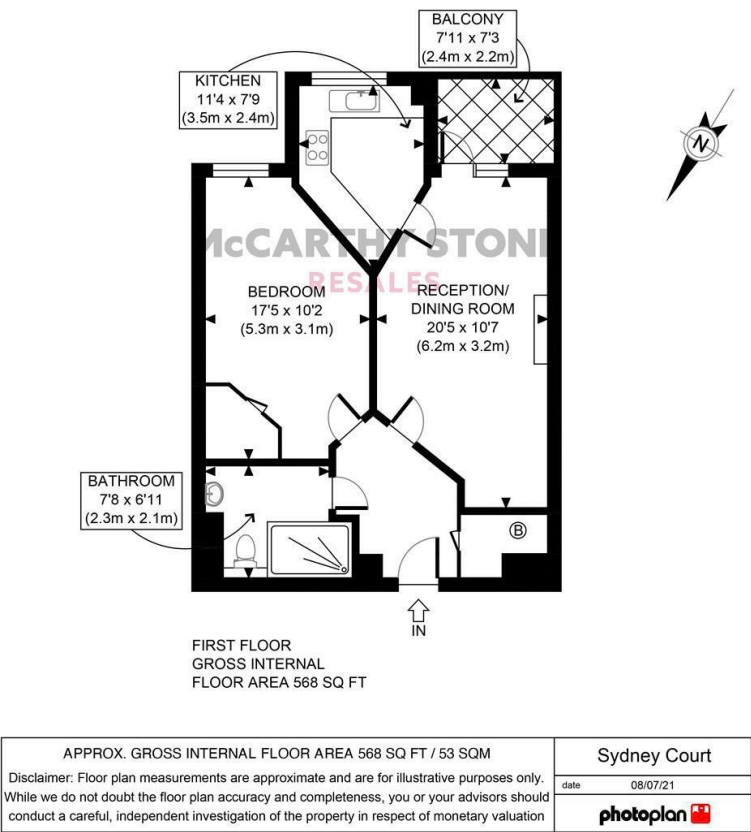 BALCONY
7'11 x 7'3
(2.4m x 2.2m)
KITCHEN
11'4 x 7'9
(3.5m x 2.4m)
N
McCARTHY STONE
RESALES
BEDROOM
17'5 x 10'2
(5.3m x 3.1m)
RECEPTION/
DINING ROOM
20'5 x 10'7
(6.2m x 3.2m)
BATHROOM
7'8 x 6'11
(2.3m x 2.1m)
B
IN
FIRST FLOOR
GROSS INTERNAL
FLOOR AREA 568 SQ FT
APPROX. GROSS INTERNAL FLOOR AREA 568 SQ FT / 53 SQM
Disclaimer: Floor plan measurements are approximate and are for illustrative purposes only.
While we do not doubt the floor plan accuracy and completeness, you or your advisors should
conduct a careful, independent investigation of the property in respect of monetary valuation
Sydney Court
date 08/07/21
photoplan